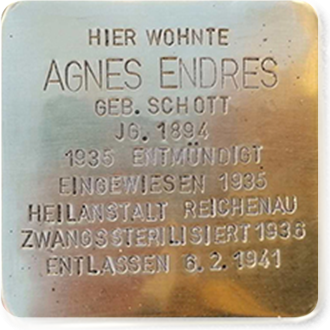 HIER WOHNTE
AGNES ENDRES
GEB. SCHOTT
JG. 1894
1935 ENTMÜNDIGT
EINGEWIESEN 1935
HEILANSTALT REICHENAU
ZWANGSSTERILISIERT 1936
ENTLASSEN 6.2.1941